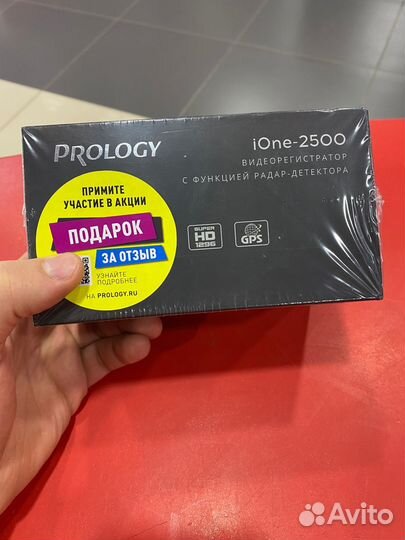 PROLOGY
iOne-2500
ВИДЕОРЕГИСТРАТОР
С ФУНКЦИЕЙ РАДАР-ДЕТЕКТОРА
ПРИМИТЕ
УЧАСТИЕ В АКЦИИ
ПОДАРОК
ЗА ОТЗЫВ
УЗНАЙТЕ
ПОДРОБНЕЕ
НА PROLOGY.RU
SUPER
HD
1296
GPS
Avito